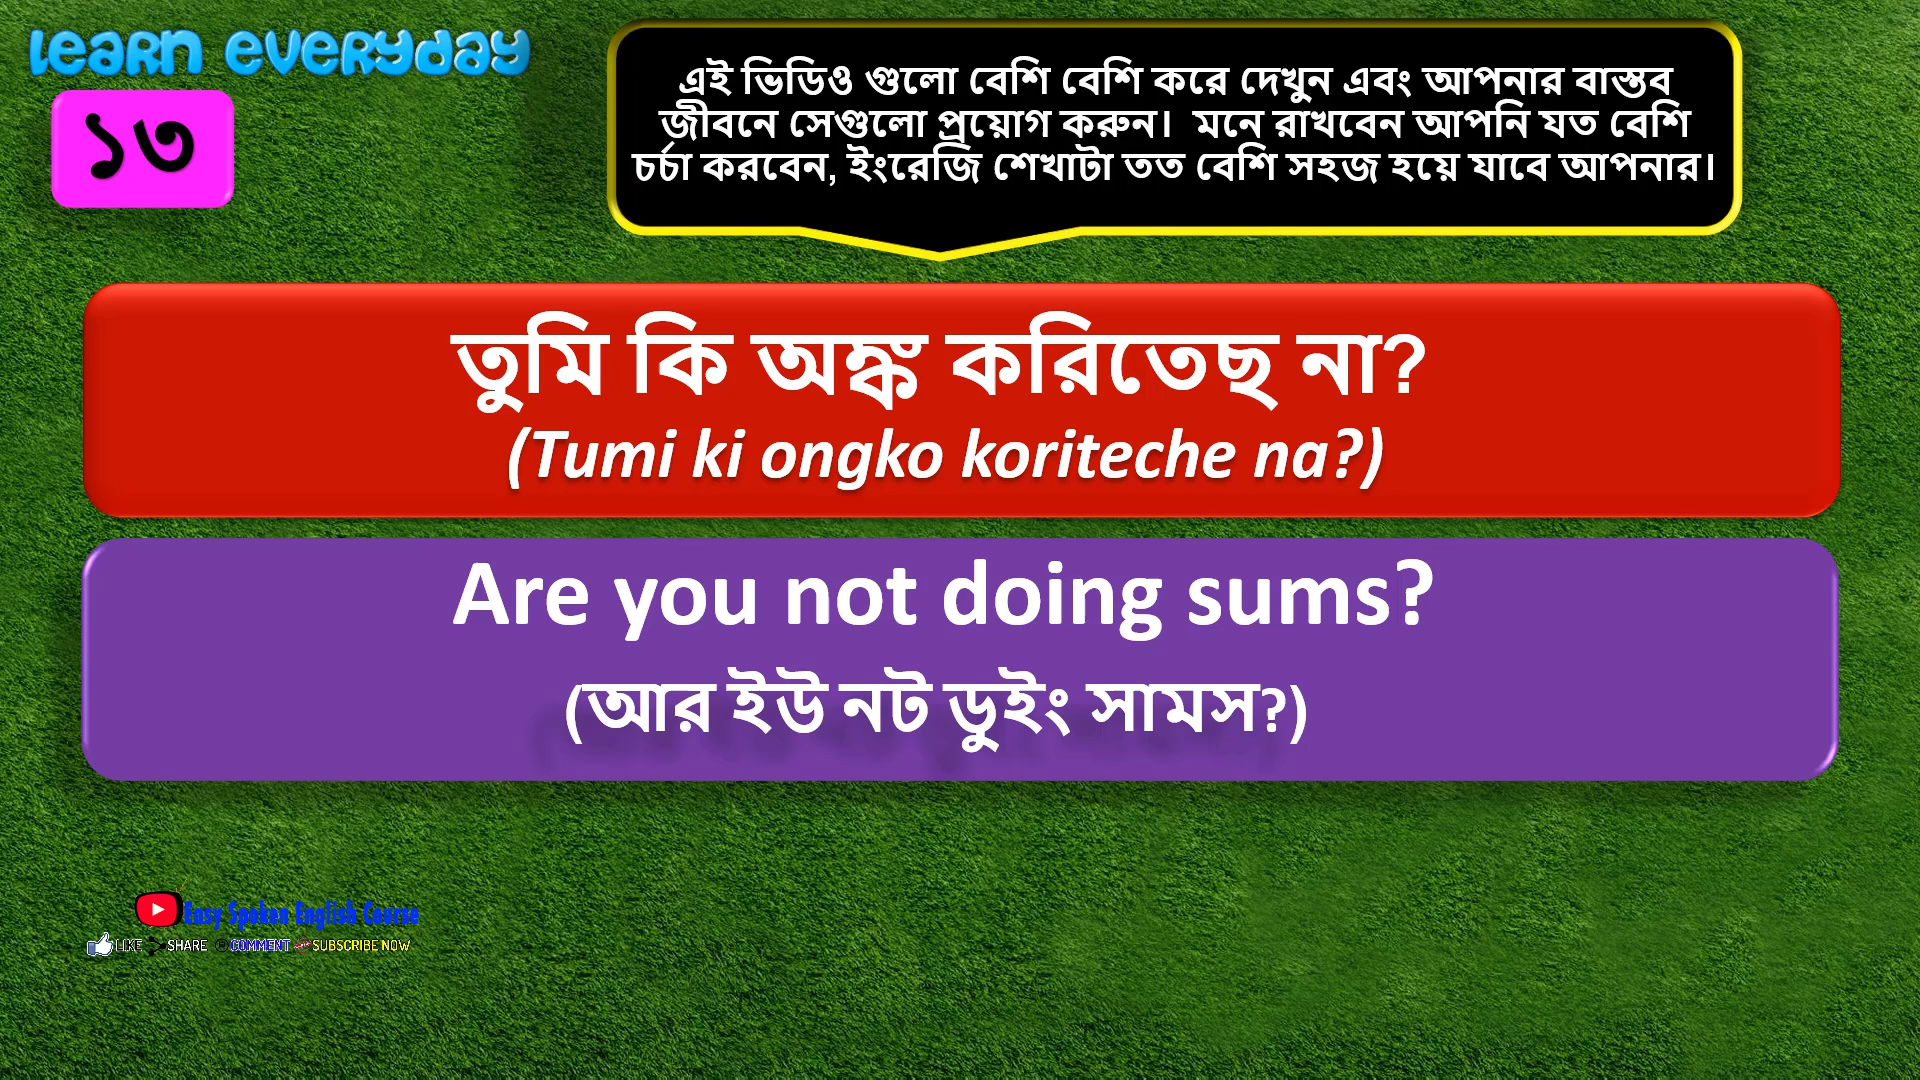 Learn Everyday
১৩
এই ভিডিও গুলো বেশি বেশি করে দেখুন এবং আপনার বাস্তব
জীবনে সেগুলো প্রয়োগ করুন। মনে রাখবেন আপনি যত বেশি
চর্চা করবেন, ইংরেজি শেখাটা তত বেশি সহজ হয়ে যাবে আপনার।
তুমি কি অঙ্ক করিতেছ না?
(Tumi ki ongko koriteche na?)
Are you not doing sums?
(আর ইউ নট ডুইং সামস?)
Easy Spoken English Course
LIKE SHARE COMMENT SUBSCRIBE NOW